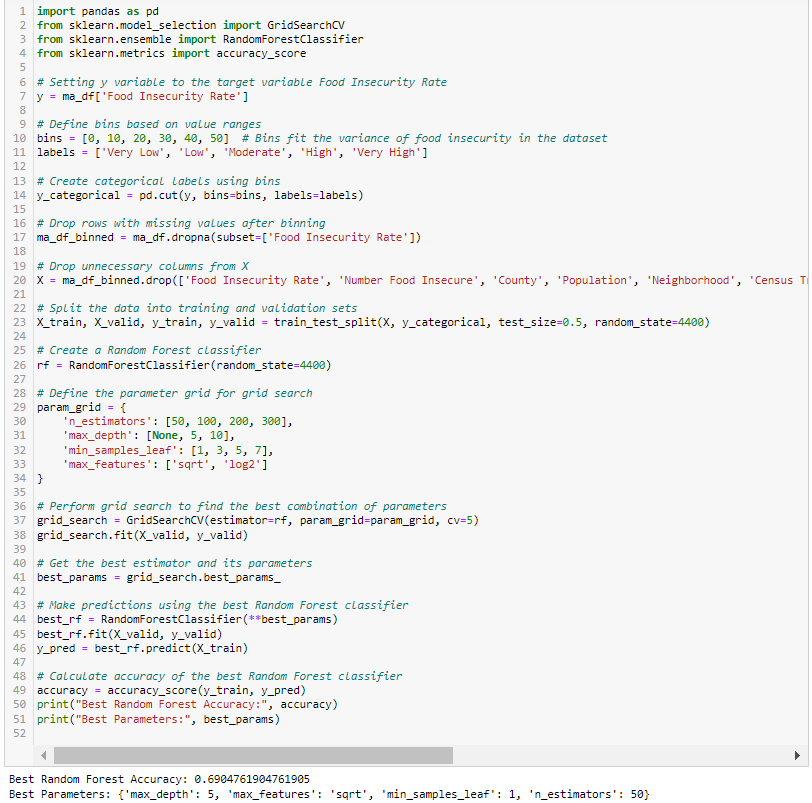 1 import pandas as pd
2 from sklearn.model_selection import GridSearchCV
3 from sklearn.ensemble import RandomForestClassifier
4 from sklearn.metrics import accuracy_score
5
6 # Setting y variable to the target variable Food Insecurity Rate
7 y = ma_df['Food Insecurity Rate']
8
9 # Define bins based on value ranges
10 bins = [0, 10, 20, 30, 40, 50]  # Bins fit the variance of food insecurity in the dataset
11 labels = ['Very Low', 'Low', 'Moderate', 'High', 'Very High']
12
13 # Create categorical labels using bins
14 y_categorical = pd.cut(y, bins=bins, labels=labels)
15
16 # Drop rows with missing values after binning
17 ma_df_binned = ma_df.dropna(subset=['Food Insecurity Rate'])
18
19 # Drop unnecessary columns from X
20 X = ma_df_binned.drop(['Food Insecurity Rate', 'Number Food Insecure', 'County', 'Population', 'Neighborhood', 'Census
21
22 # Split the data into training and validation sets
23 X_train, X_valid, y_train, y_valid = train_test_split(X, y_categorical, test_size=0.5, random_state=4400)
24
25 # Create a Random Forest classifier
26 rf = RandomForestClassifier(random_state=4400)
27
28 # Define the parameter grid for grid search
29 param_grid = {
30     'n_estimators': [50, 100, 200, 300],
31     'max_depth': [None, 5, 10],
32     'min_samples_leaf': [1, 3, 5, 7],
33     'max_features': ['sqrt', 'log2']
34 }
35
36 # Perform grid search to find the best combination of parameters
37 grid_search = GridSearchCV(estimator=rf, param_grid=param_grid, cv=5)
38 grid_search.fit(X_valid, y_valid)
39
40 # Get the best estimator and its parameters
41 best_params = grid_search.best_params_
42
43 # Make predictions using the best Random Forest classifier
44 best_rf = RandomForestClassifier(**best_params)
45 best_rf.fit(X_valid, y_valid)
46 y_pred = best_rf.predict(X_train)
47
48 # Calculate accuracy of the best Random Forest classifier
49 accuracy = accuracy_score(y_train, y_pred)
50 print("Best Random Forest Accuracy:", accuracy)
51 print("Best Parameters:", best_params)
52
Best Random Forest Accuracy: 0.6904761904761905
Best Parameters: {'max_depth': 5, 'max_features': 'sqrt', 'min_samples_leaf': 1, 'n_estimators': 50}